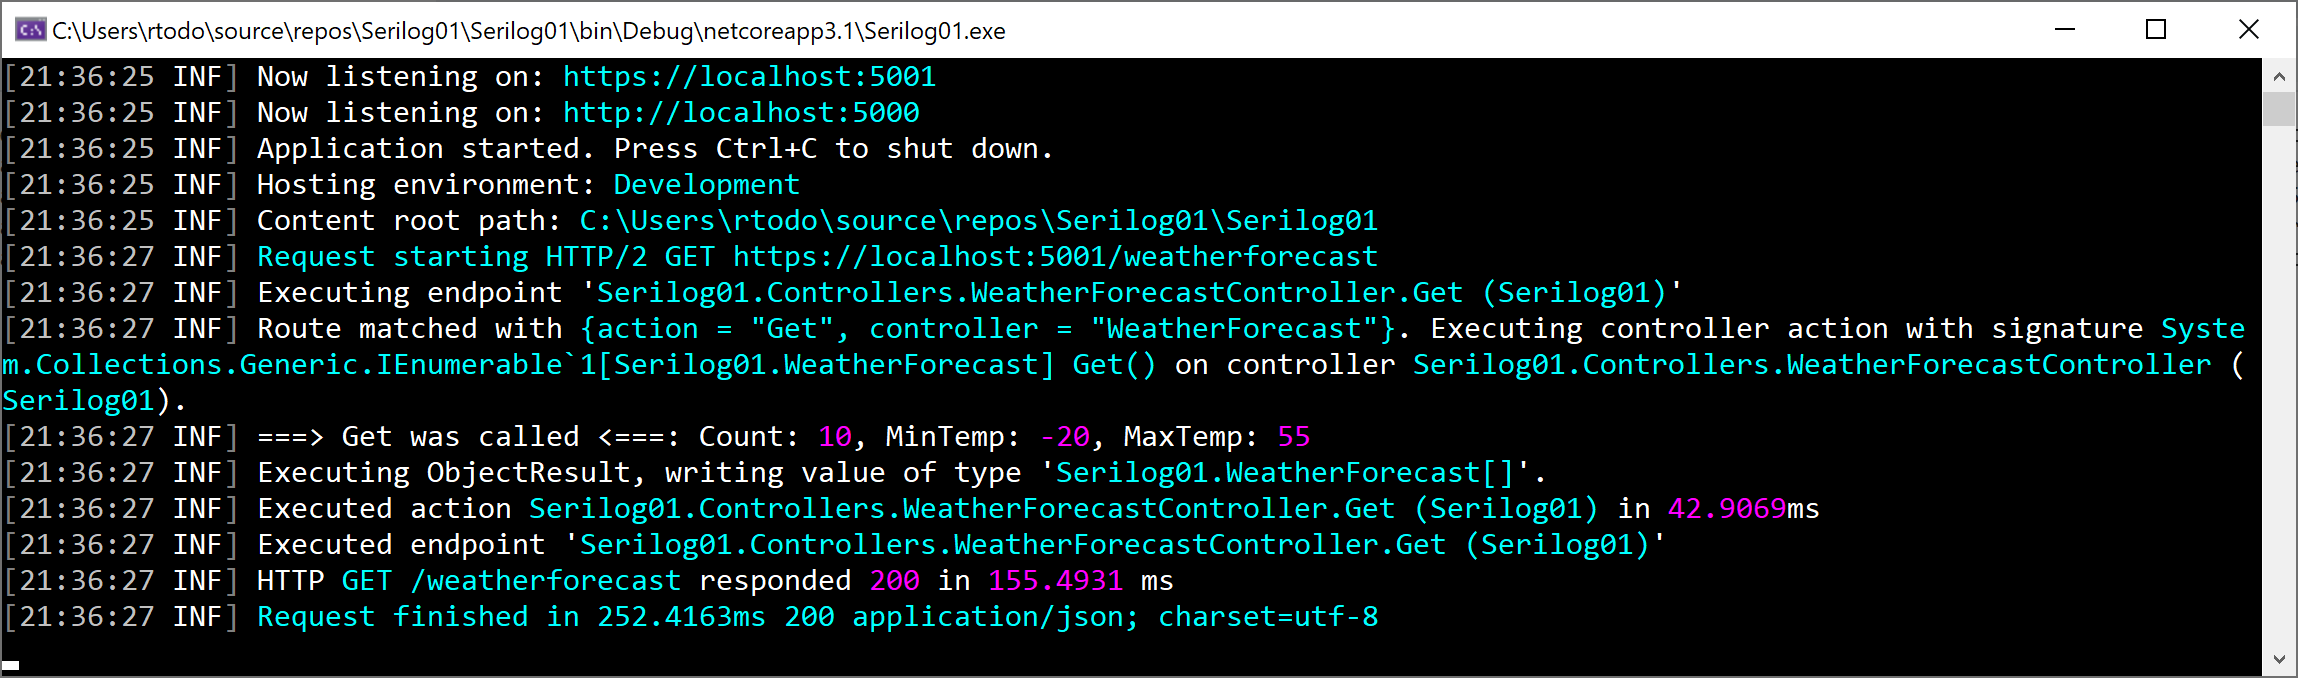 C:\Users\rtodo\source\repos\Serilog01\Serilog01\bin\Debug\netcoreapp3.1\Serilog01.exe
[21:36:25 INF] Now listening on: https://localhost:5001
[21:36:25 INF] Now listening on: http://localhost:5000
[21:36:25 INF] Application started. Press Ctrl+C to shut down.
[21:36:25 INF] Hosting environment: Development
[21:36:25 INF] Content root path: C:\Users\rtodo\source\repos\Serilog01\Serilog01
[21:36:27 INF] Request starting HTTP/2 GET https://localhost:5001/weatherforecast
[21:36:27 INF] Executing endpoint 'Serilog01.Controllers.WeatherForecastController.Get (Serilog01)'
[21:36:27 INF] Route matched with {action = "Get", controller = "WeatherForecast"}. Executing controller action with signature Syste
m.Collections.Generic.IEnumerable`1[Serilog01.WeatherForecast] Get() on controller Serilog01.Controllers.WeatherForecastController (
Serilog01).
[21:36:27 INF] ===> Get was called <===: Count: 10, MinTemp: -20, MaxTemp: 55
[21:36:27 INF] Executing ObjectResult, writing value of type 'Serilog01.WeatherForecast[]'.
[21:36:27 INF] Executed action Serilog01.Controllers.WeatherForecastController.Get (Serilog01) in 42.9069ms
[21:36:27 INF] Executed endpoint 'Serilog01.Controllers.WeatherForecastController.Get (Serilog01)'
[21:36:27 INF] HTTP GET /weatherforecast responded 200 in 155.4931 ms
[21:36:27 INF] Request finished in 252.4163ms 200 application/json; charset=utf-8